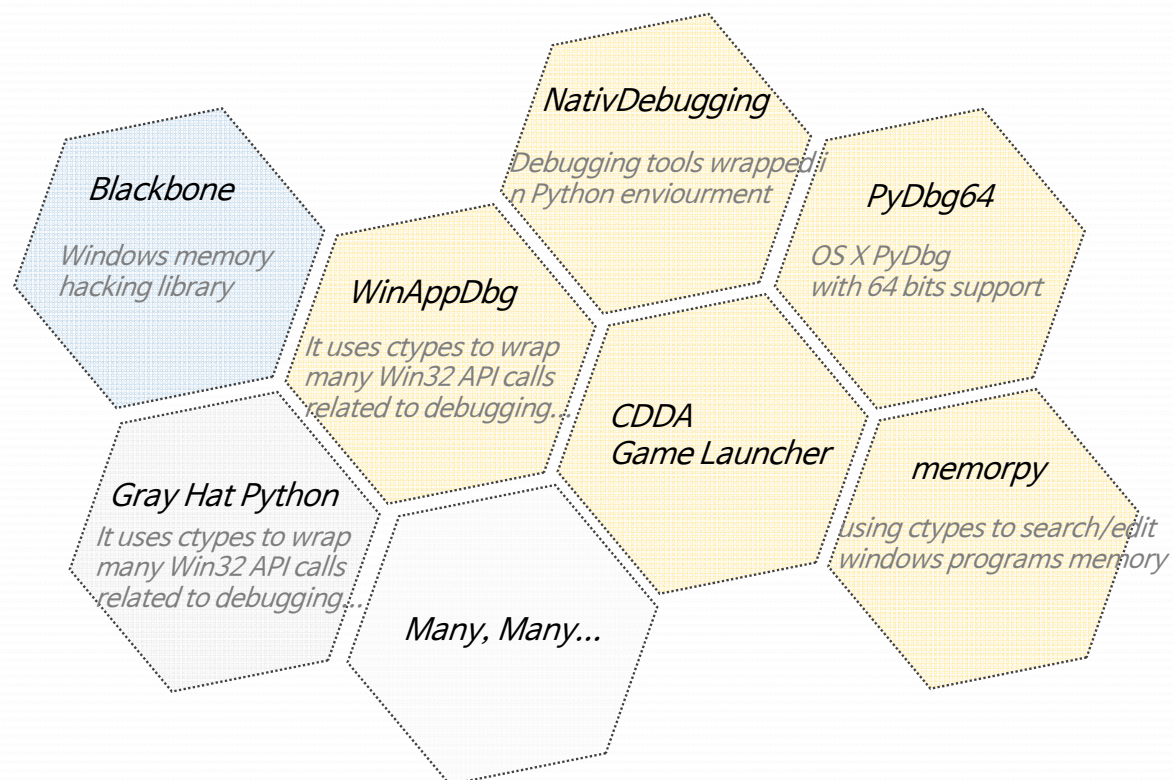 NativDebugging
Debugging tools wrapped i
n Python enviourment
Blackbone
Windows memory
hacking library
PyDbg64
OS X PyDbg
with 64 bits support
WinAppDbg
It uses ctypes to wrap
many Win32 API calls
related to debugging...
CDDA
Game Launcher
memorpy
using ctypes to search/edit
windows programs memory
Gray Hat Python
It uses ctypes to wrap
many Win32 API calls
related to debugging...
Many, Many...